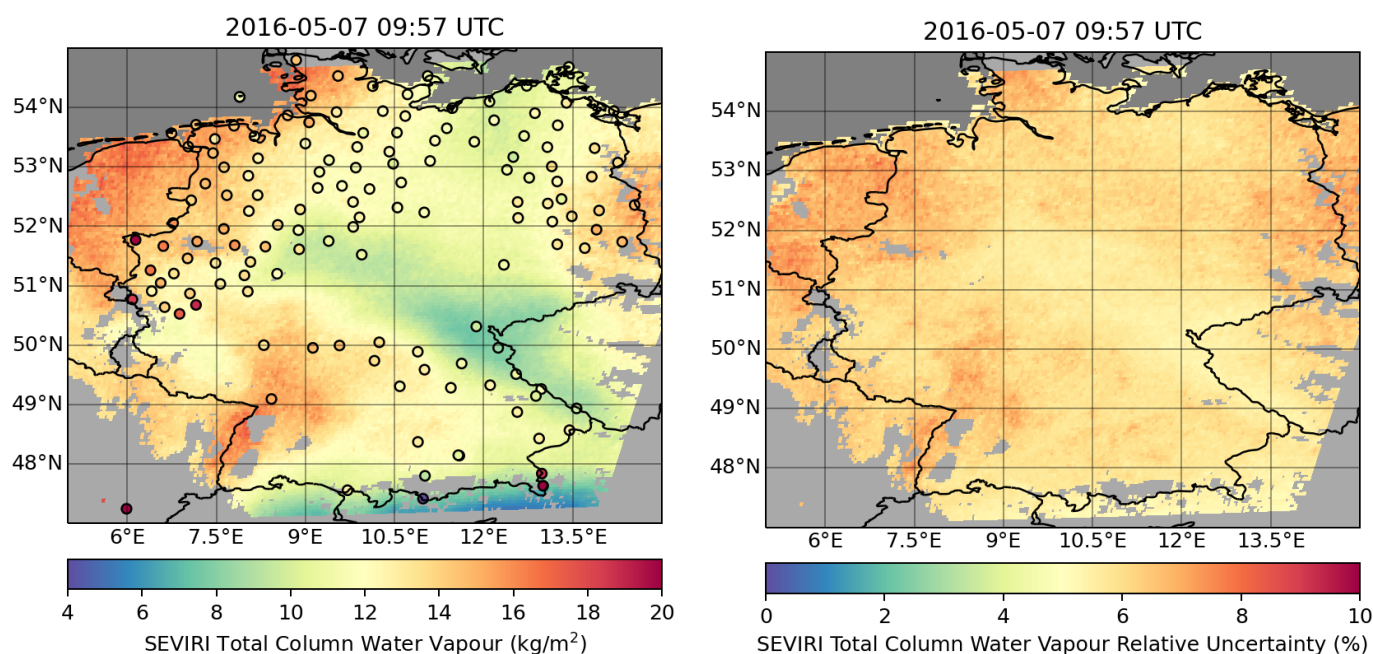 2016-05-07 09:57 UTC
54°N
53°N
52°N
51°N
50°N
49°N
48°N
6°E 7.5°E 9°E 10.5°E 12°E 13.5°E
4 6 8 10 12 14 16 18 20
SEVIRI Total Column Water Vapour (kg/m²)
2016-05-07 09:57 UTC
54°N
53°N
52°N
51°N
50°N
49°N
48°N
6°E 7.5°E 9°E 10.5°E 12°E 13.5°E
0 2 4 6 8 10
SEVIRI Total Column Water Vapour Relative Uncertainty (%)